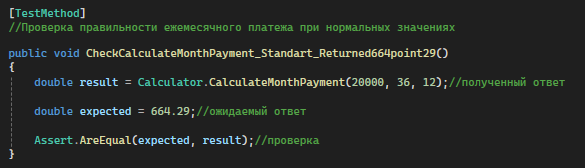 [TestMethod]
//Проверка правильности ежемесячного платежа при нормальных значениях
public void CheckCalculateMonthPayment_Standart_Returned664point29()
{
double result = Calculator.CalculateMonthPayment(20000, 36, 12);//полученный ответ
double expected = 664.29;//ожидаемый ответ
Assert.AreEqual(expected, result);//проверка
}